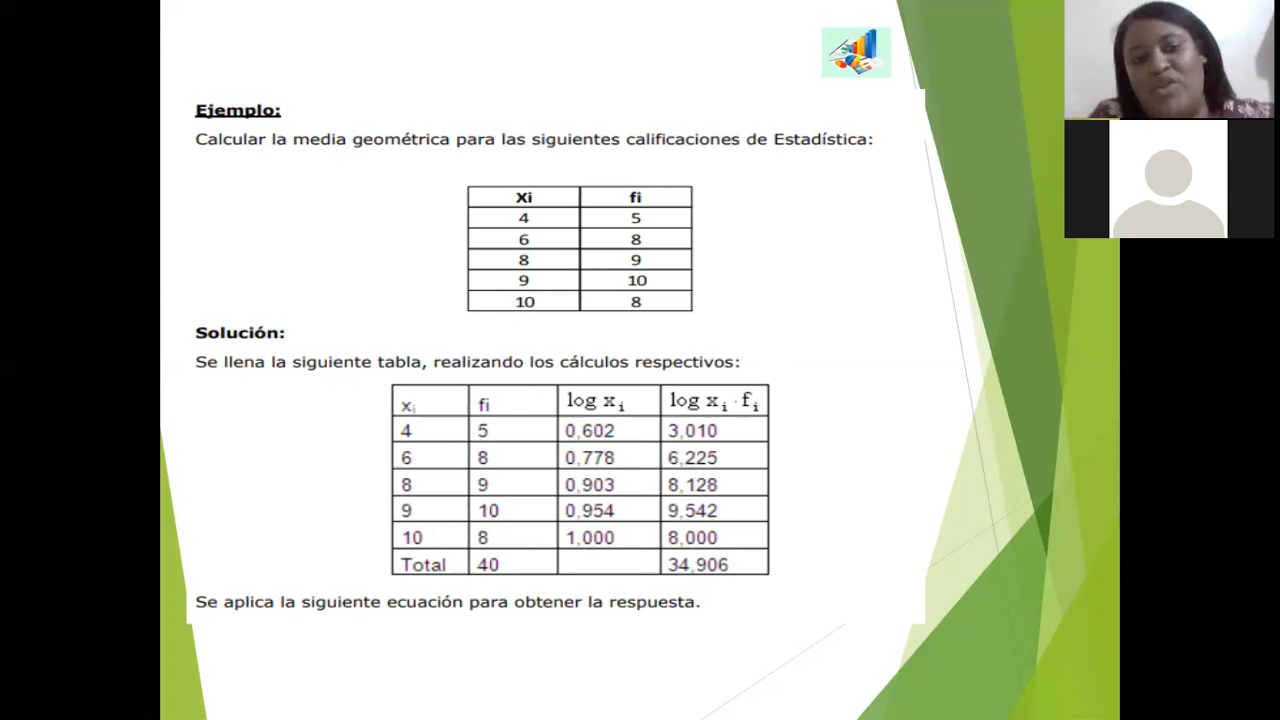 Ejemplo:
Calcular la media geométrica para las siguientes calificaciones de Estadística:
Xi fi
4 5
6 8
8 9
9 10
10 8
Solución:
Se llena la siguiente tabla, realizando los cálculos respectivos:
xi fi log xi log xi · fi
4 5 0,602 3,010
6 8 0,778 6,225
8 9 0,903 8,128
9 10 0,954 9,542
10 8 1,000 8,000
Total 40 34,906
Se aplica la siguiente ecuación para obtener la respuesta.